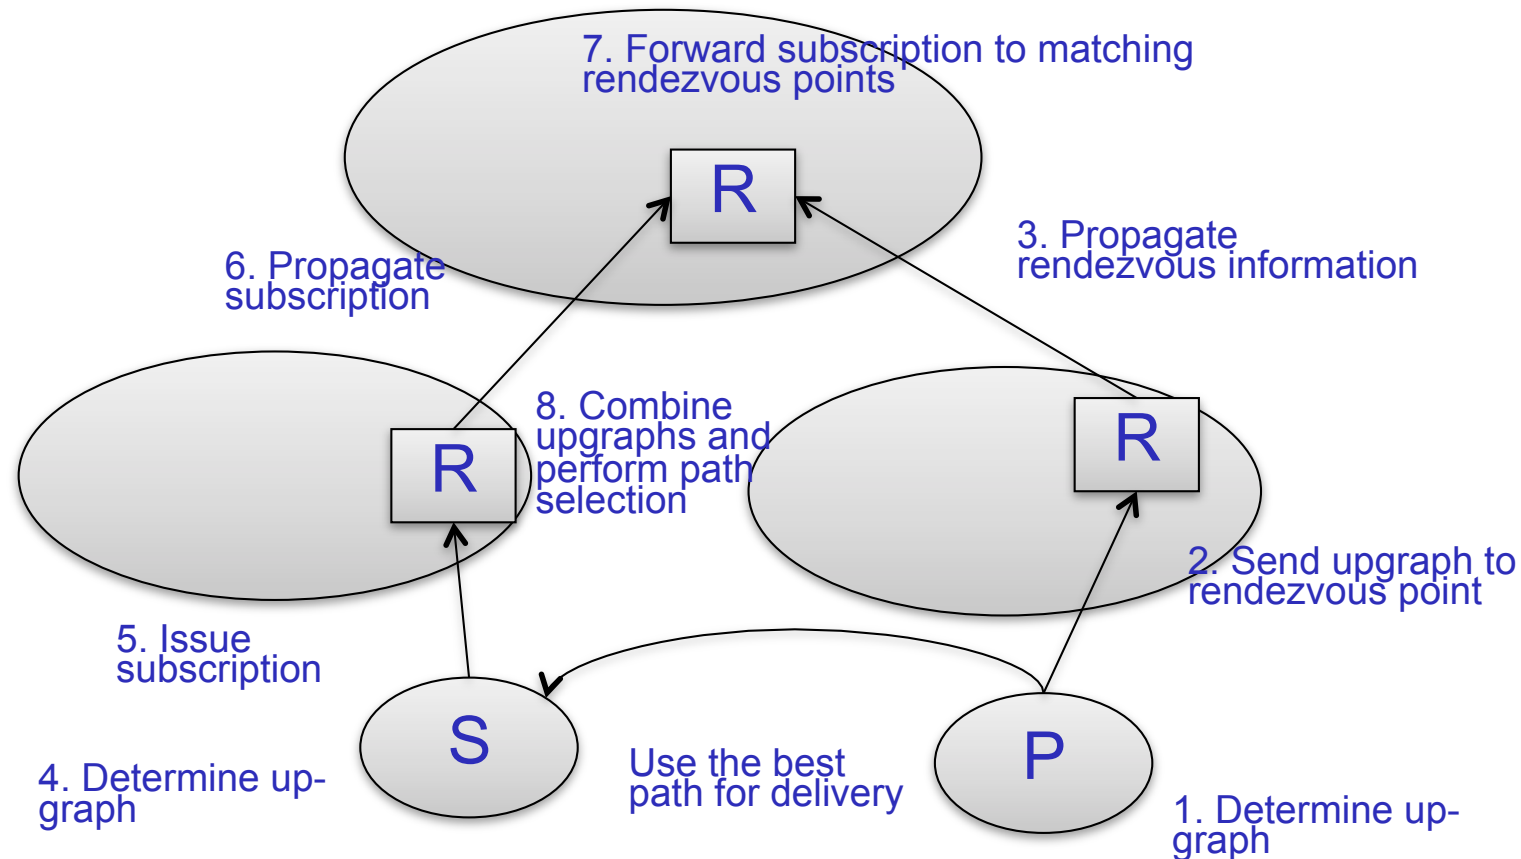 7. Forward subscription to matching
rendezvous points
R
3. Propagate
rendezvous information
6. Propagate
subscription
8. Combine
upgraphs and
perform path
selection
R
R
2. Send upgraph to
rendezvous point
5. Issue
subscription
S
P
Use the best
path for delivery
4. Determine up-
graph
1. Determine up-
graph